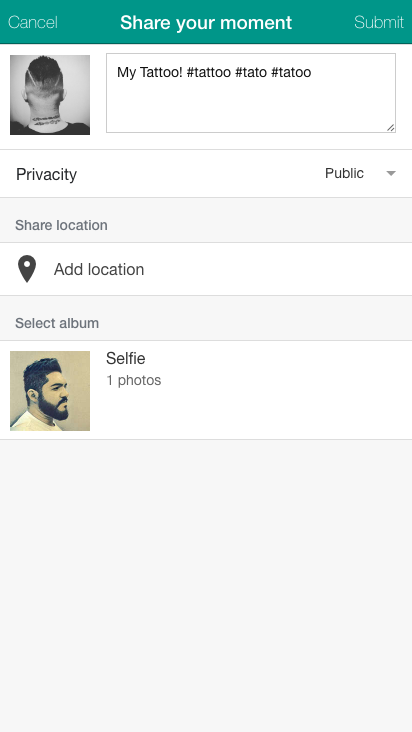 Cancel
Share your moment
Submit
My Tattoo! #tattoo #tato #tatoo
Privacity
Public
Share location
Add location
Select album
Selfie
1 photos